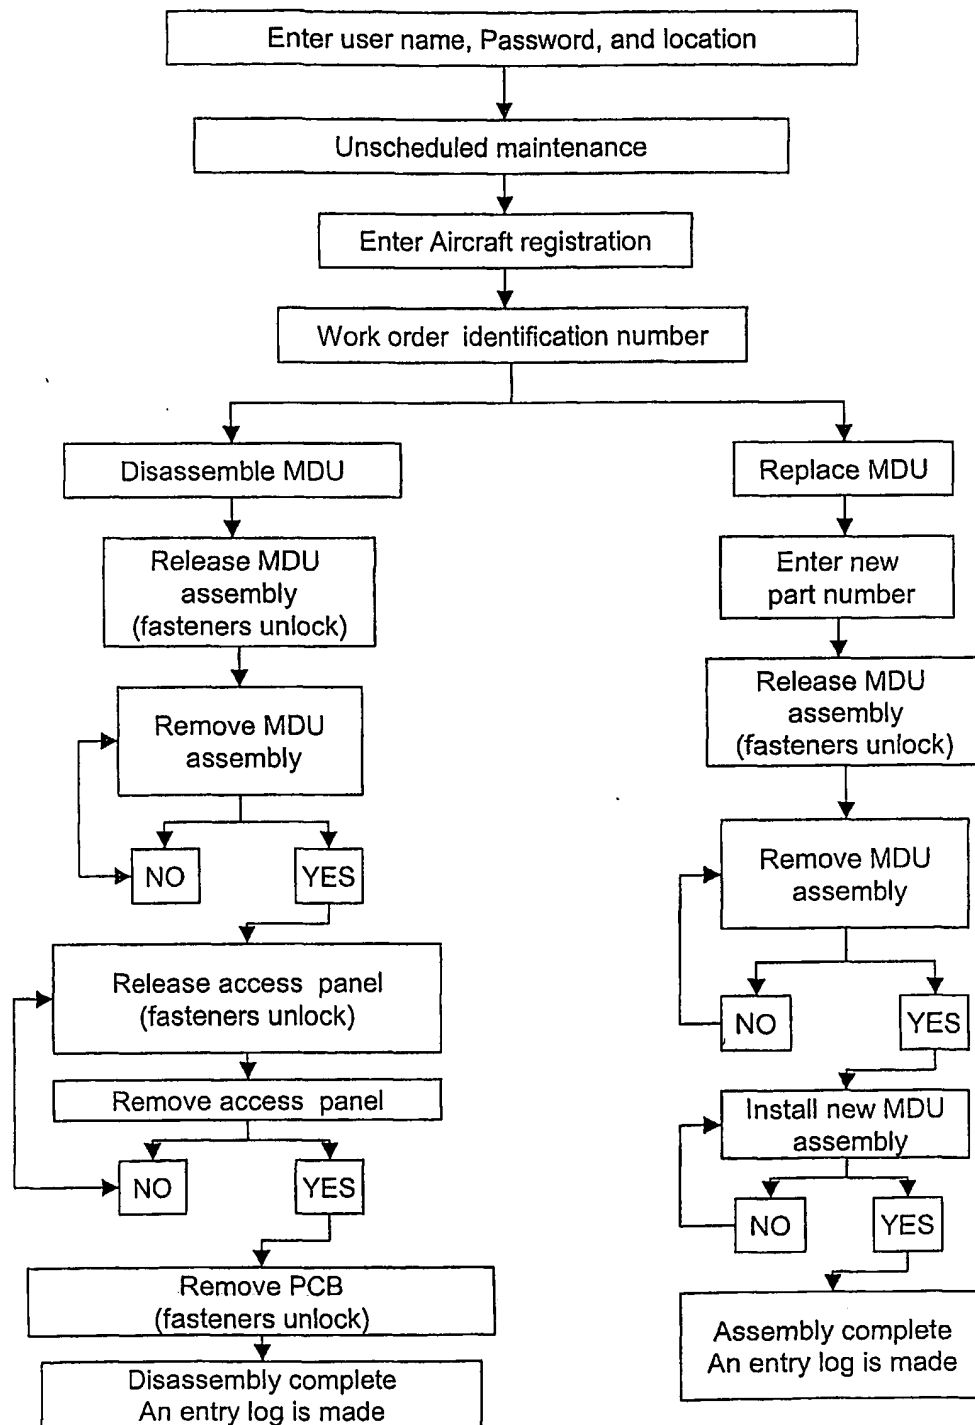 Enter user name, Password, and location
Unscheduled maintenance
Enter Aircraft registration
Work order identification number
Disassemble MDU
Release MDU
assembly
(fasteners unlock)
Remove MDU
assembly
NO
YES
Release access panel
(fasteners unlock)
Remove access panel
NO
YES
Remove PCB
(fasteners unlock)
Disassembly complete
An entry log is made
Replace MDU
Enter new
part number
Release MDU
assembly
(fasteners unlock)
Remove MDU
assembly
NO
YES
Install new MDU
assembly
NO
YES
Assembly complete
An entry log is made